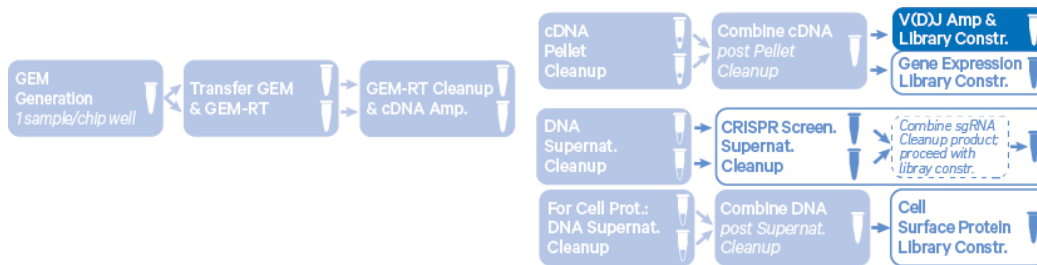 GEM
Generation
1 sample/chip well
Transfer GEM
& GEM-RT
GEM-RT Cleanup
& cDNA Amp.
cDNA
Pellet
Cleanup
Combine cDNA
post Pellet
Cleanup
V(D)J Amp &
Library Constr.
Gene Expression
Library Constr.
DNA
Supernat.
Cleanup
CRISPR Screen.
Supernat.
Cleanup
Combine sgRNA
Cleanup product;
proceed with
libray constr.
For Cell Prot.:
DNA Supernat.
Cleanup
Combine DNA
post Supernat.
Cleanup
Cell
Surface Protein
Library Constr.